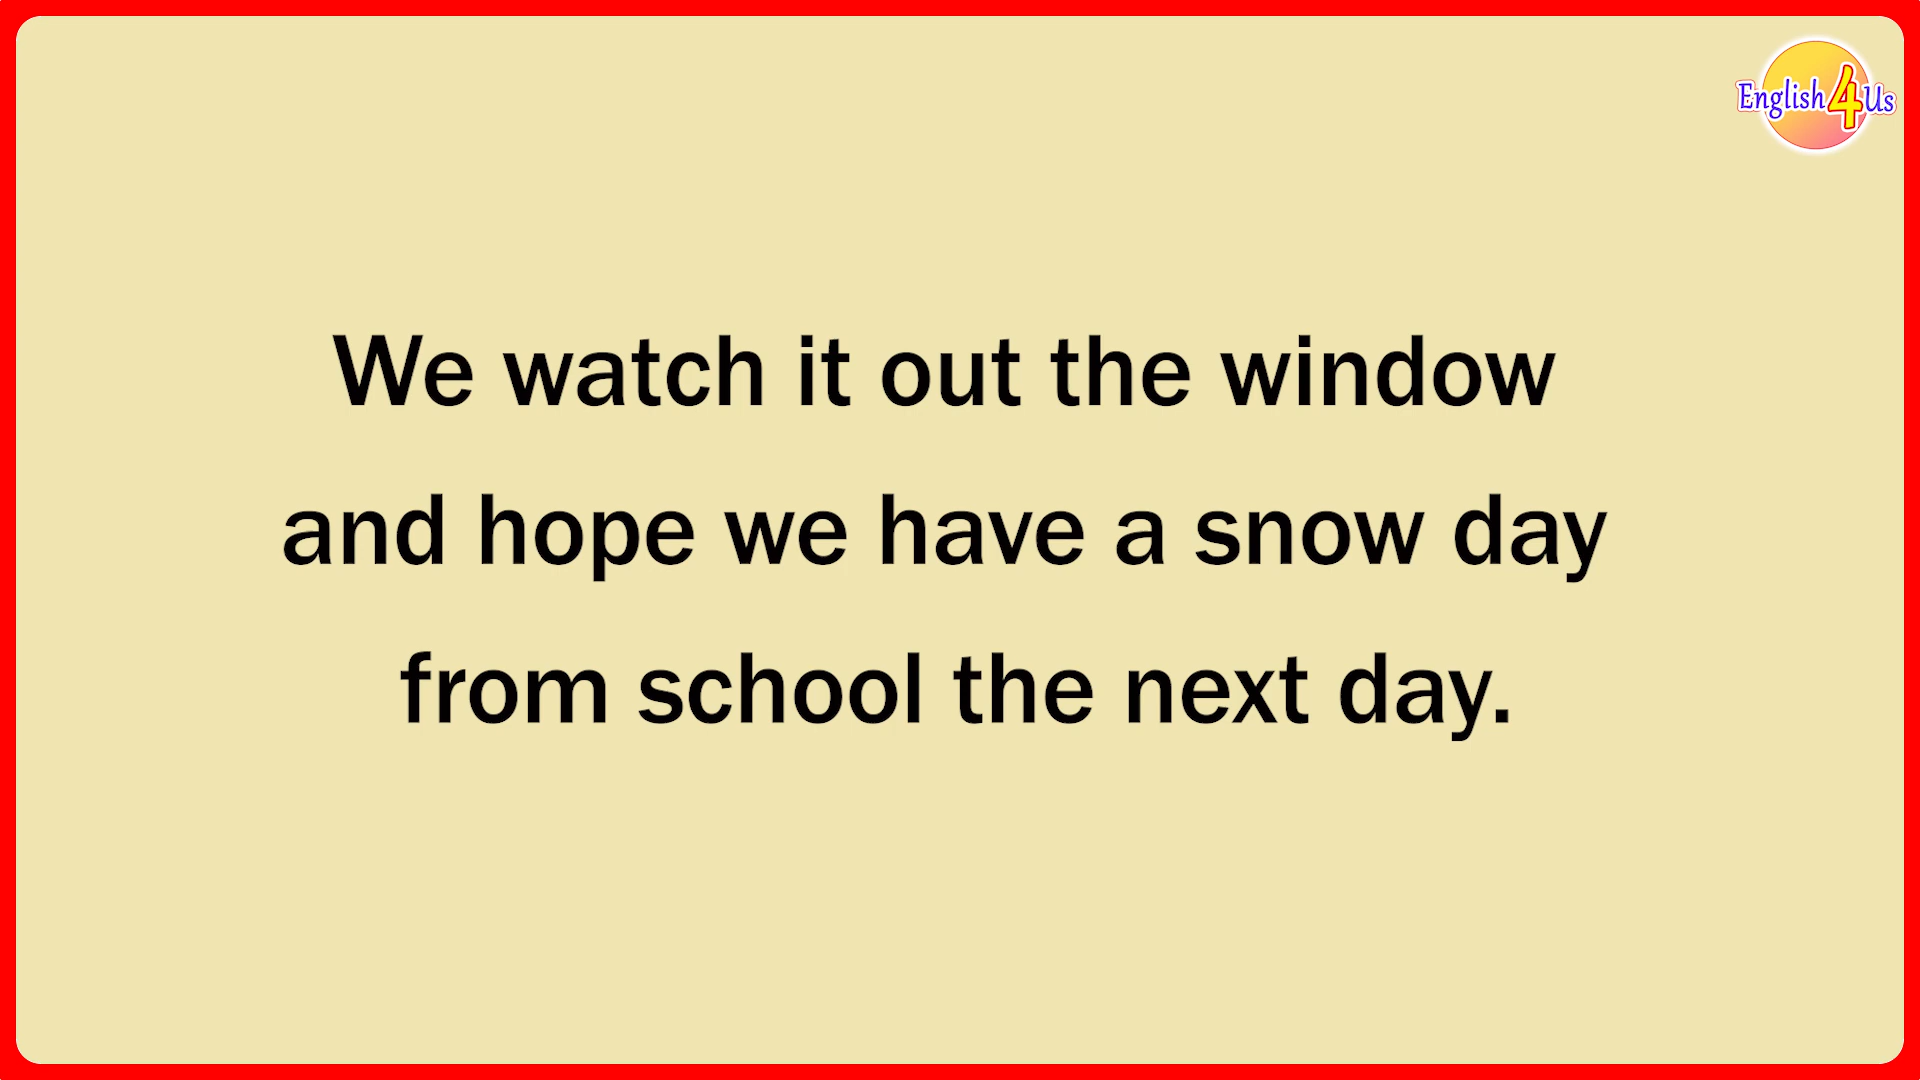 English4Us
We watch it out the window
and hope we have a snow day
from school the next day.